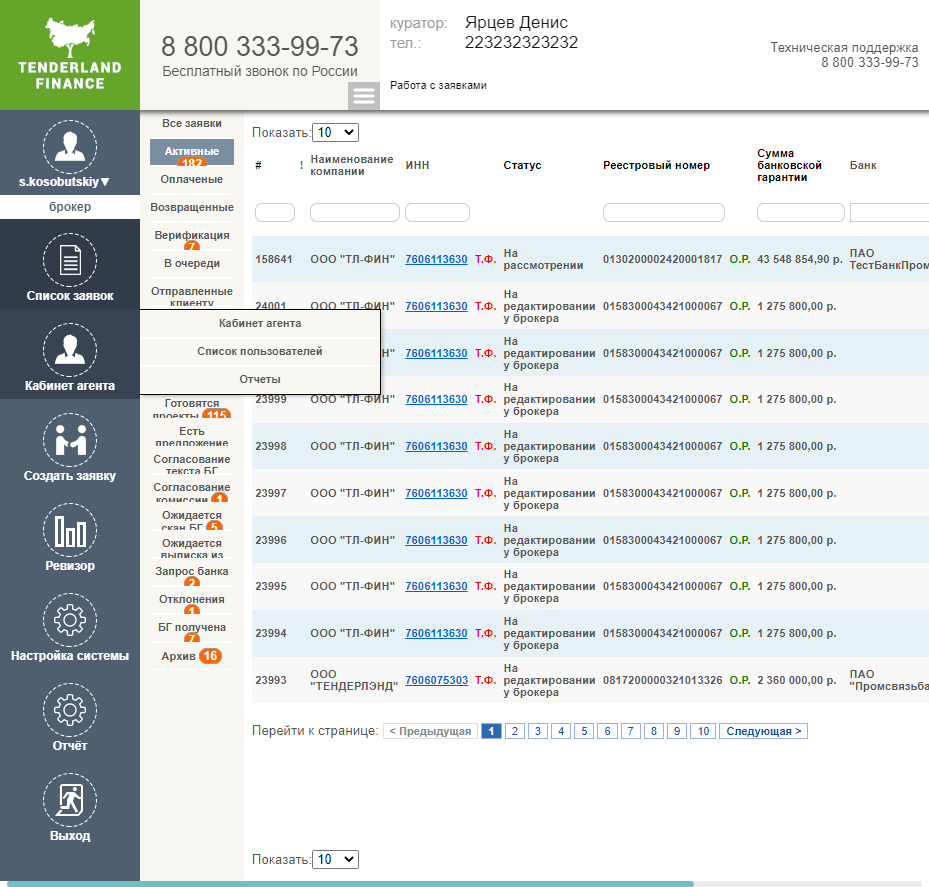 TENDERLAND
FINANCE
8 800 333-99-73
Бесплатный звонок по России
куратор: Ярцев Денис
тел.: 223232323232
Работа с заявками
Техническая поддержка
8 800 333-99-73
s.kosobutskiy▼
брокер
Список заявок
Кабинет агента
Создать заявку
Ревизор
Настройка системы
Отчёт
Выход
Все заявки
Активные
182
Оплаченые
Возвращенные
Верификация
7
В очереди
Отправленные
клиенту
Кабинет агента
Список пользователей
Отчеты
Готовятся
проекты 115
Есть
предложение
Согласование
текста БГ
Согласование
комиссии 1
Ожидается
скан БГ 5
Ожидается
выписка из
Запрос банка
2
Отклонения
1
БГ получена
7
Архив 16
Показать: 10
# ! Наименование компании ИНН Статус Реестровый номер Сумма банковской гарантии Банк
158641 ООО "ТЛ-ФИН" 7606113630 Т.Ф. На рассмотрении 0130200002420001817 О.Р. 43 548 854,90 р. ПАО ТестБанкПром
24001 ООО "ТЛ-ФИН" 7606113630 Т.Ф. На редактировании у брокера 0158300043421000067 О.Р. 1 275 800,00 р.
Н" 7606113630 Т.Ф. На редактировании у брокера 0158300043421000067 О.Р. 1 275 800,00 р.
23999 ООО "ТЛ-ФИН" 7606113630 Т.Ф. На редактировании у брокера 0158300043421000067 О.Р. 1 275 800,00 р.
23998 ООО "ТЛ-ФИН" 7606113630 Т.Ф. На редактировании у брокера 0158300043421000067 О.Р. 1 275 800,00 р.
23997 ООО "ТЛ-ФИН" 7606113630 Т.Ф. На редактировании у брокера 0158300043421000067 О.Р. 1 275 800,00 р.
23996 ООО "ТЛ-ФИН" 7606113630 Т.Ф. На редактировании у брокера 0158300043421000067 О.Р. 1 275 800,00 р.
23995 ООО "ТЛ-ФИН" 7606113630 Т.Ф. На редактировании у брокера 0158300043421000067 О.Р. 1 275 800,00 р.
23994 ООО "ТЛ-ФИН" 7606113630 Т.Ф. На редактировании у брокера 0158300043421000067 О.Р. 1 275 800,00 р.
23993 ООО "ТЕНДЕРЛЭНД" 7606075303 Т.Ф. На редактировании у брокера 0817200000321013326 О.Р. 2 360 000,00 р. ПАО "Промсвязьба
Перейти к странице: < Предыдущая 1 2 3 4 5 6 7 8 9 10 Следующая >
Показать: 10